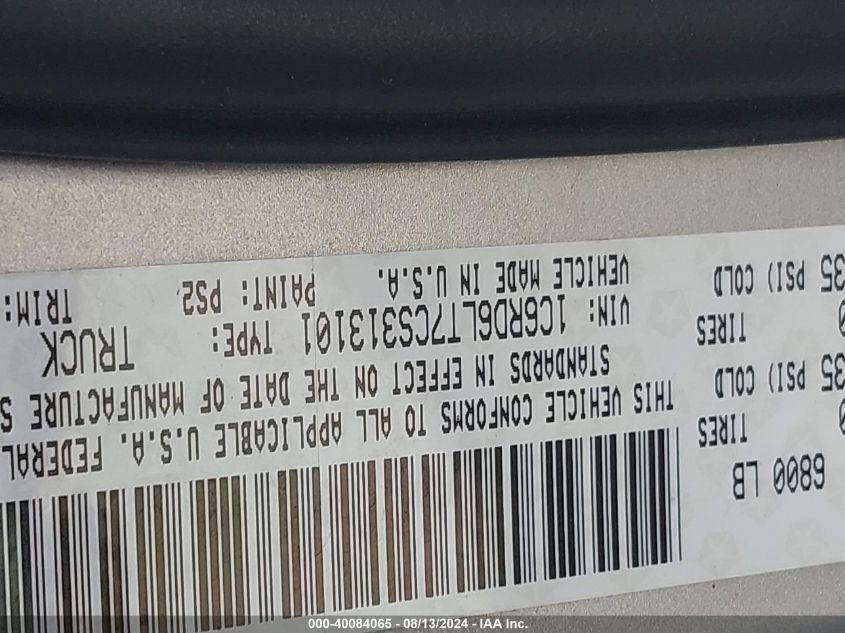 6800 LB
TIRES
35 PSI) COLD
TIRES
35 PSI) COLD
THIS VEHICLE CONFORMS TO ALL APPLICABLE U.S.A. FEDERAL
STANDARDS IN EFFECT ON THE DATE OF MANUFACTURE S
VIN: 1C6RD6LT7CS313101 TYPE: TRUCK
VEHICLE MADE IN U.S.A. PAINT: PS2 TRIM:
000-40084065 - 08/13/2024 - IAA Inc.